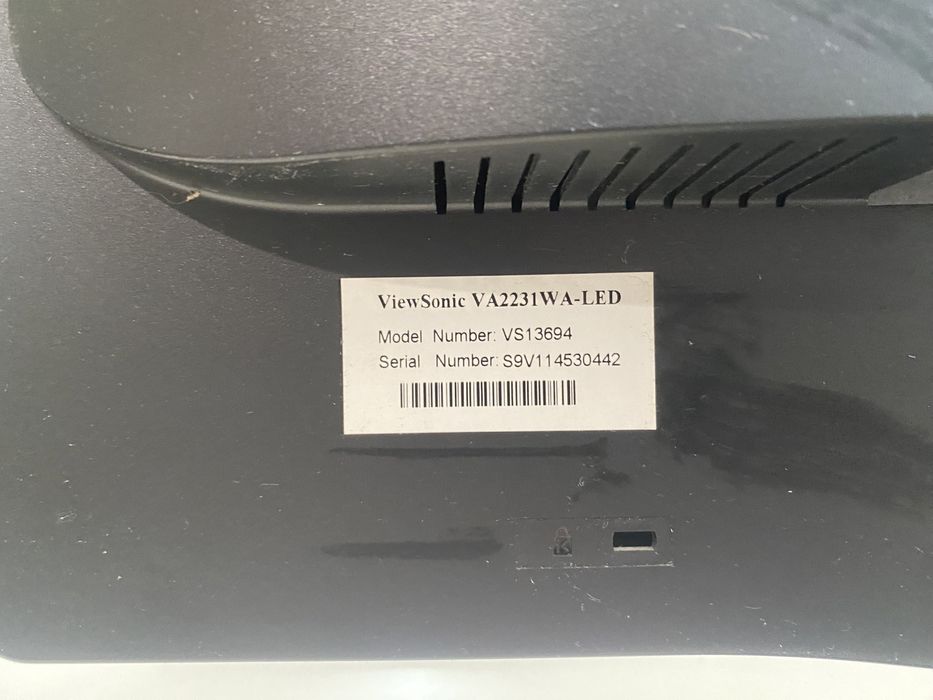 ViewSonic VA2231WA-LED
Model Number: VS13694
Serial Number: S9V114530442